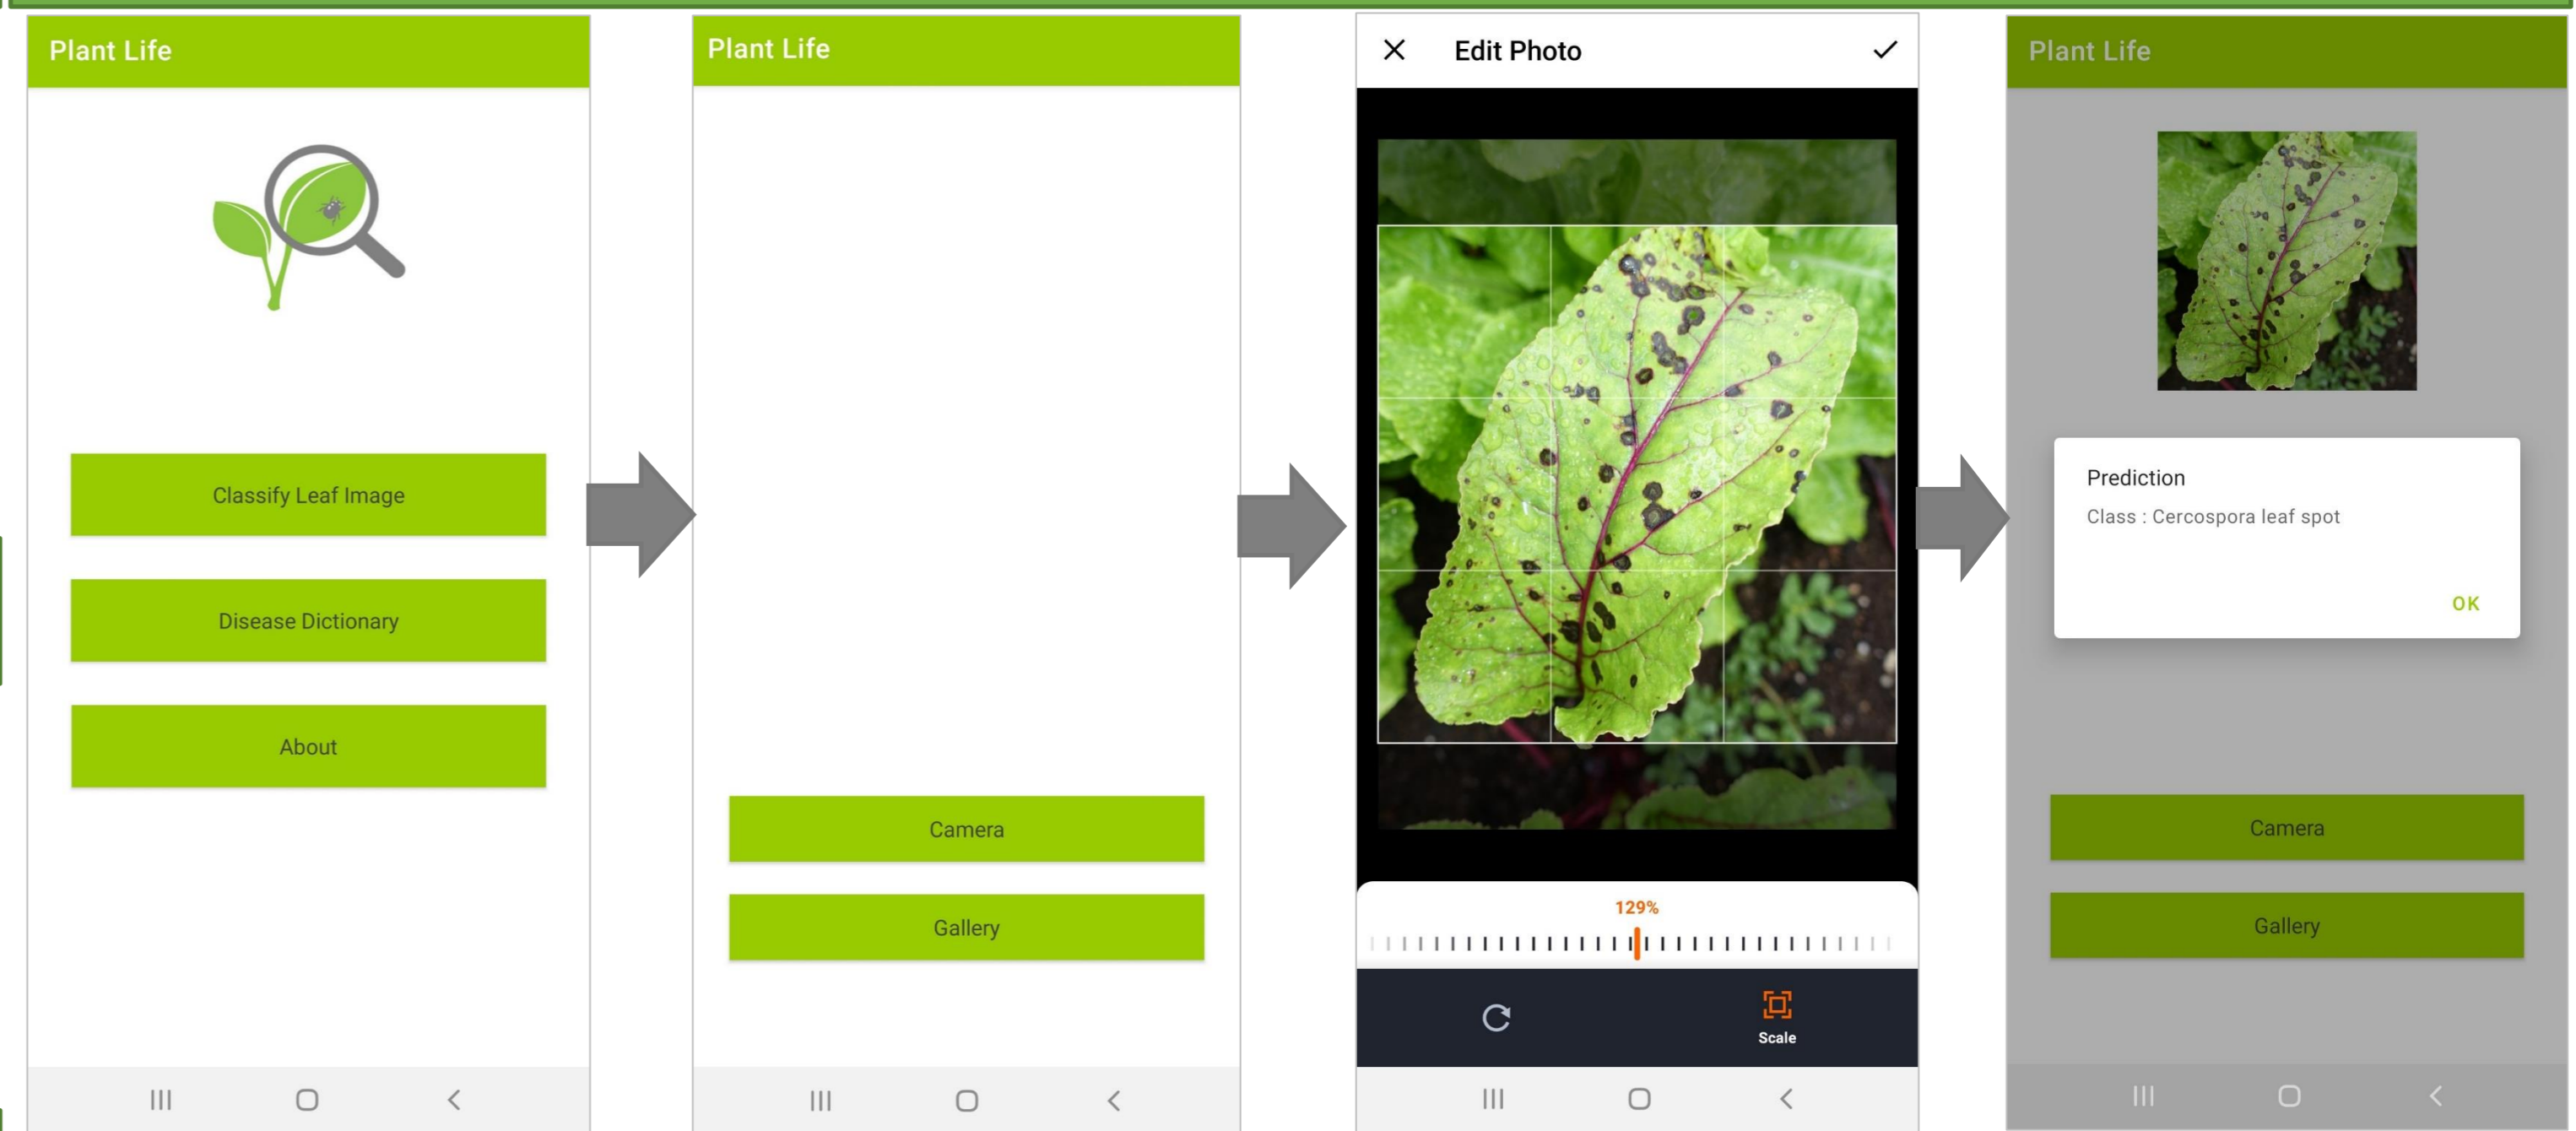 Plant Life
Classify Leaf Image
Disease Dictionary
About
Plant Life
Camera
Gallery
Edit Photo
129%
Scale
Plant Life
Prediction
Class : Cercospora leaf spot
OK
Camera
Gallery